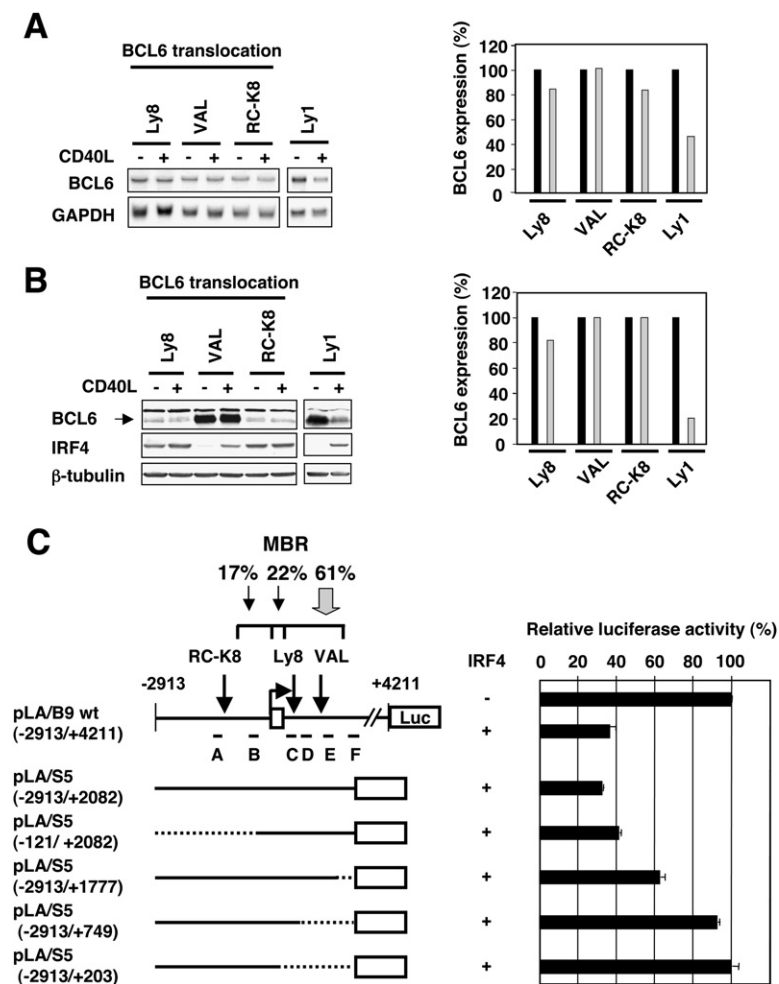 A
BCL6 translocation
Ly8 VAL RC-K8 Ly1
CD40L - + - + - + - +
BCL6
GAPDH
BCL6 expression (%)
120
100
80
60
40
20
0
Ly8 VAL RC-K8 Ly1
B
BCL6 translocation
Ly8 VAL RC-K8 Ly1
CD40L - + - + - + - +
BCL6
IRF4
β-tubulin
BCL6 expression (%)
120
100
80
60
40
20
0
Ly8 VAL RC-K8 Ly1
C
MBR
17% 22% 61%
RC-K8 Ly8 VAL
-2913 +4211
pLA/B9 wt
(-2913/+4211)
Luc
A B C D E F
pLA/S5
(-2913/+2082)
pLA/S5
(-121/ +2082)
pLA/S5
(-2913/+1777)
pLA/S5
(-2913/+749)
pLA/S5
(-2913/+203)
Relative luciferase activity (%)
IRF4 0 20 40 60 80 100
-
+
+
+
+
+
+